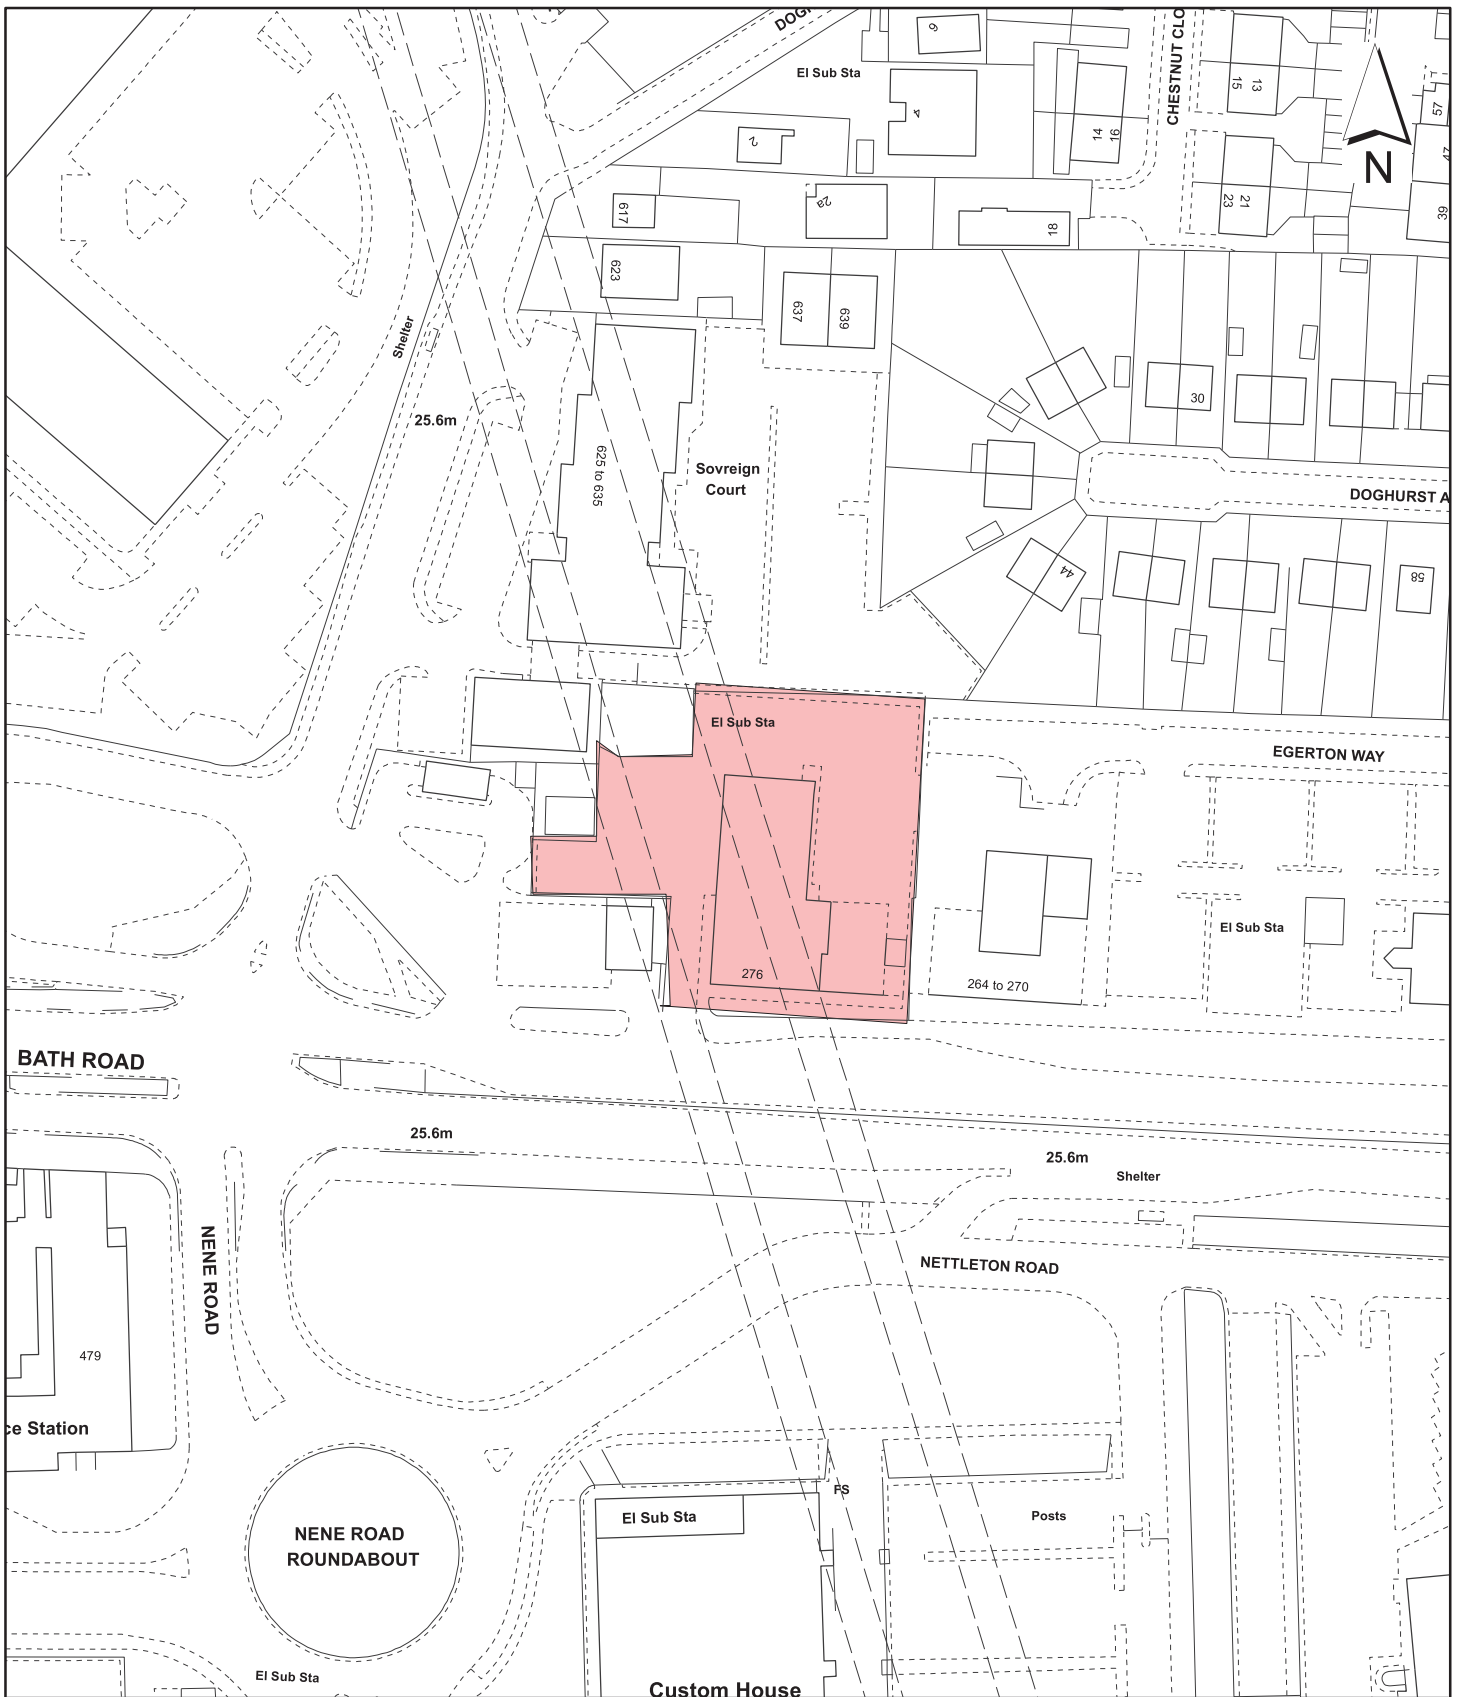 DOGH
El Sub Sta
9
CHESTNUT CLO
15
13
57
4
14
16
47
N
2
2a
617
18
23
21
39
623
637
639
Shelter
25.6m
30
625 to 635
Sovreign
Court
DOGHURST A
44
58
El Sub Sta
EGERTON WAY
El Sub Sta
276
264 to 270
BATH ROAD
25.6m
25.6m
Shelter
NENE ROAD
NETTLETON ROAD
479
ce Station
FS
El Sub Sta
Posts
NENE ROAD
ROUNDABOUT
El Sub Sta
Custom House